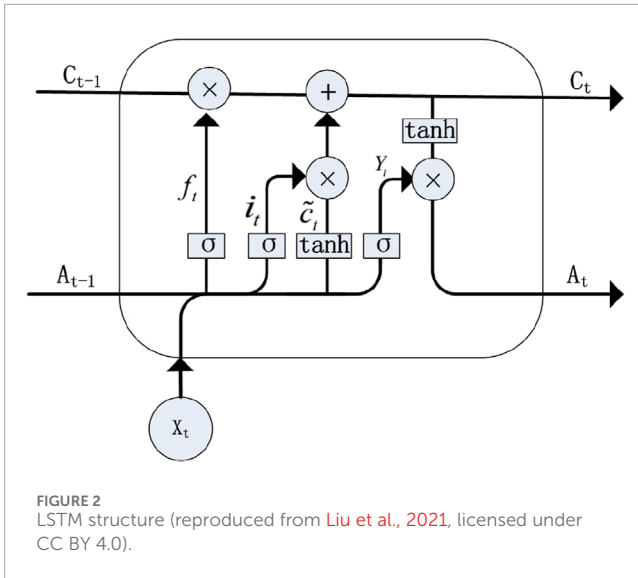 C_{t-1} × + C_t
tanh
f_t i_t × c̃_t Y_t ×
σ σ tanh σ
A_{t-1} A_t
X_t
FIGURE 2
LSTM structure (reproduced from Liu et al., 2021, licensed under
CC BY 4.0).